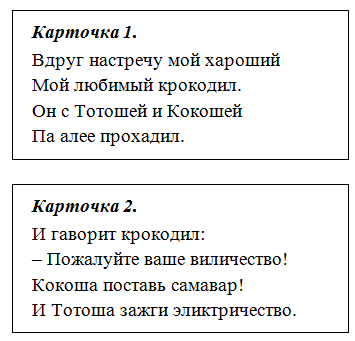 Карточка 1.
Вдруг настречу мой хароший
Мой любимый крокодил.
Он с Тотошей и Кокошей
Па алее прохадил.
Карточка 2.
И гаворит крокодил:
– Пожалуйте ваше виличество!
Кокоша поставь самавар!
И Тотоша зажги эликтричество.